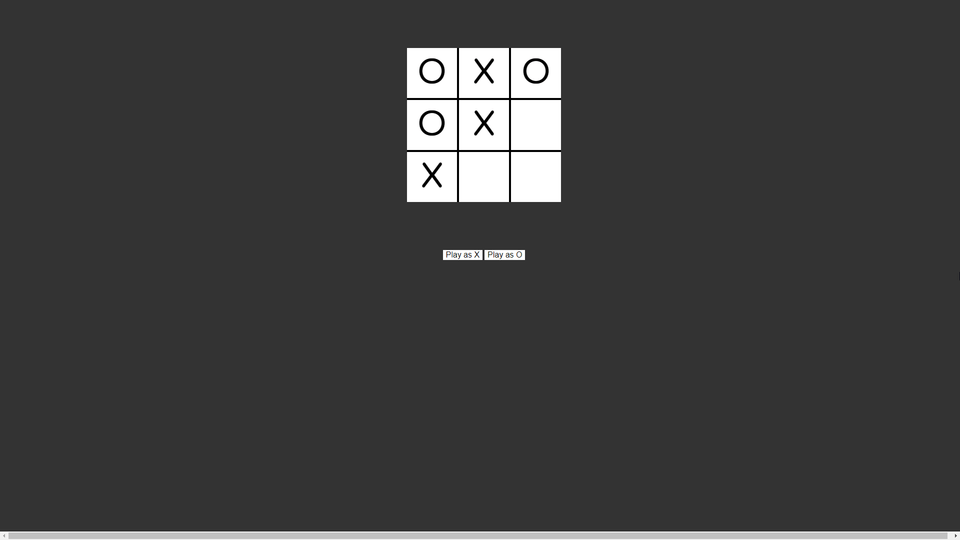 O X O
O X
X
Play as X Play as O